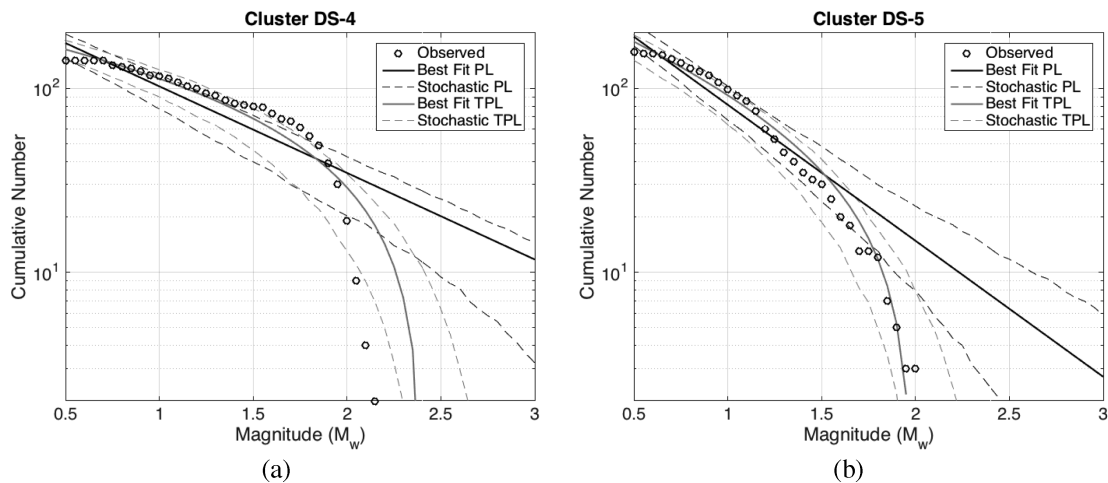 Cluster DS-4
Observed
Best Fit PL
Stochastic PL
Best Fit TPL
Stochastic TPL
10^2
10^1
Cumulative Number
0.5 1 1.5 2 2.5 3
Magnitude (M_w)
(a)
Cluster DS-5
Observed
Best Fit PL
Stochastic PL
Best Fit TPL
Stochastic TPL
10^2
10^1
Cumulative Number
0.5 1 1.5 2 2.5 3
Magnitude (M_w)
(b)